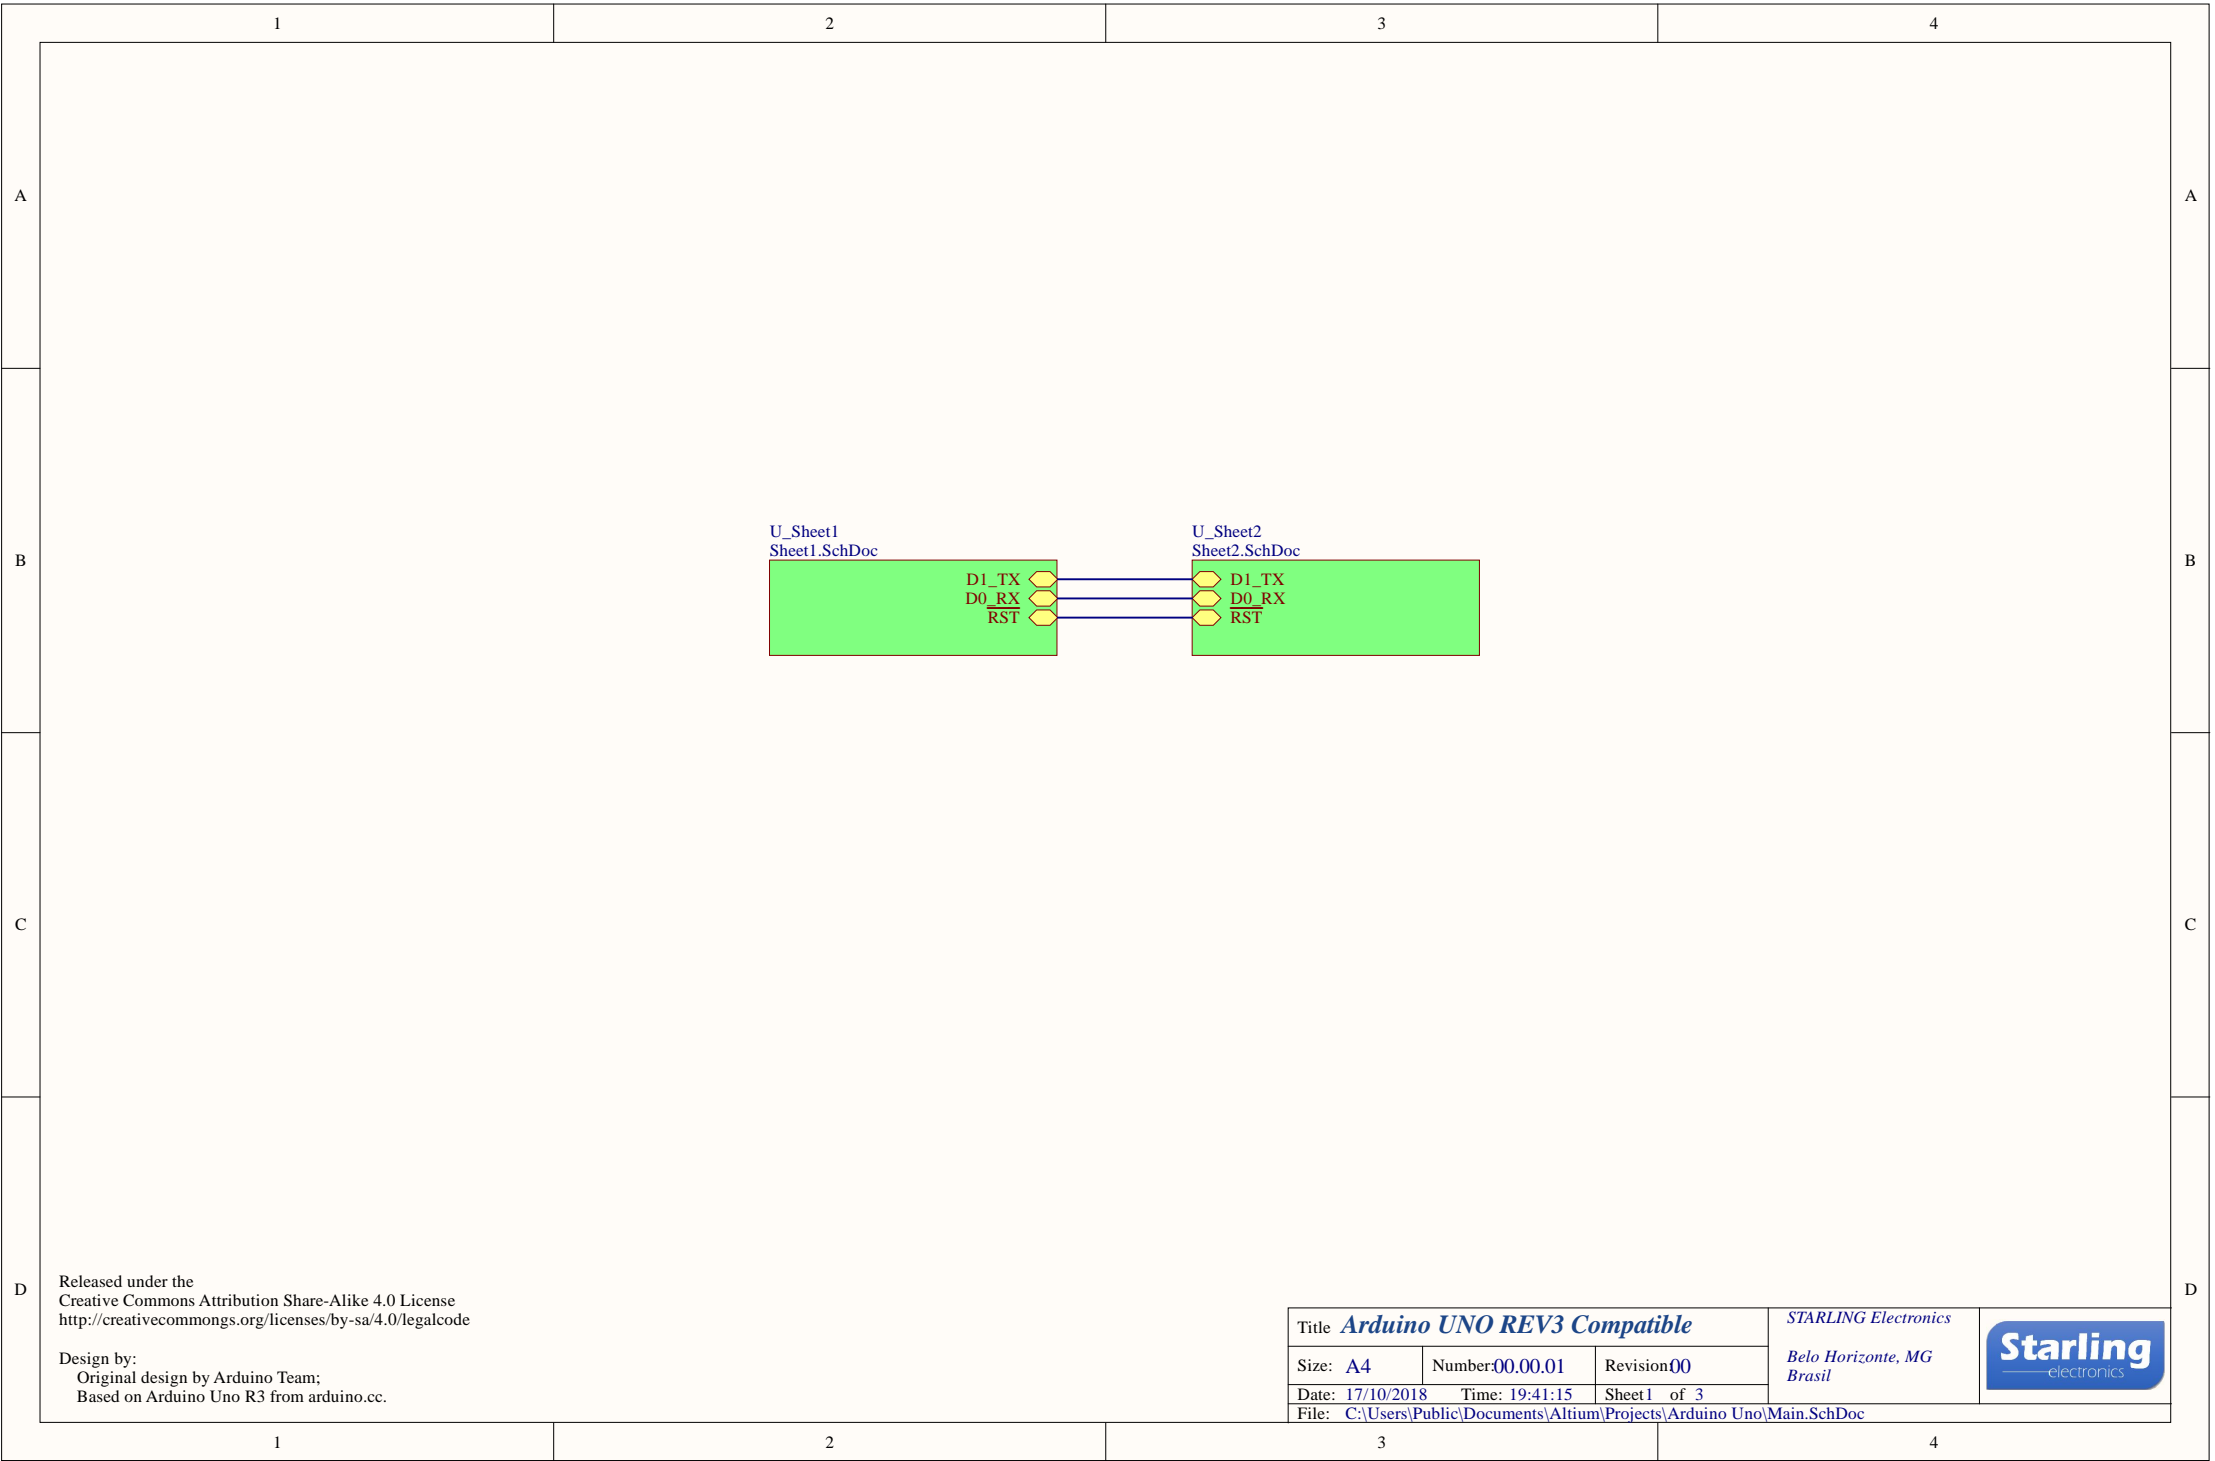 1 2 3 4
A A
U_Sheet1
Sheet1.SchDoc
D1_TX
D0_RX
RST
U_Sheet2
Sheet2.SchDoc
D1_TX
D0_RX
RST
B B
C C
D D
Released under the
Creative Commons Attribution Share-Alike 4.0 License
http://creativecommongs.org/licenses/by-sa/4.0/legalcode
Design by:
Original design by Arduino Team;
Based on Arduino Uno R3 from arduino.cc.
Title Arduino UNO REV3 Compatible
Size: A4 Number:00.00.01 Revision:00
Date: 17/10/2018 Time: 19:41:15 Sheet1 of 3
File: C:\Users\Public\Documents\Altium\Projects\Arduino Uno\Main.SchDoc
STARLING Electronics
Belo Horizonte, MG
Brasil
Starling
electronics
1 2 3 4